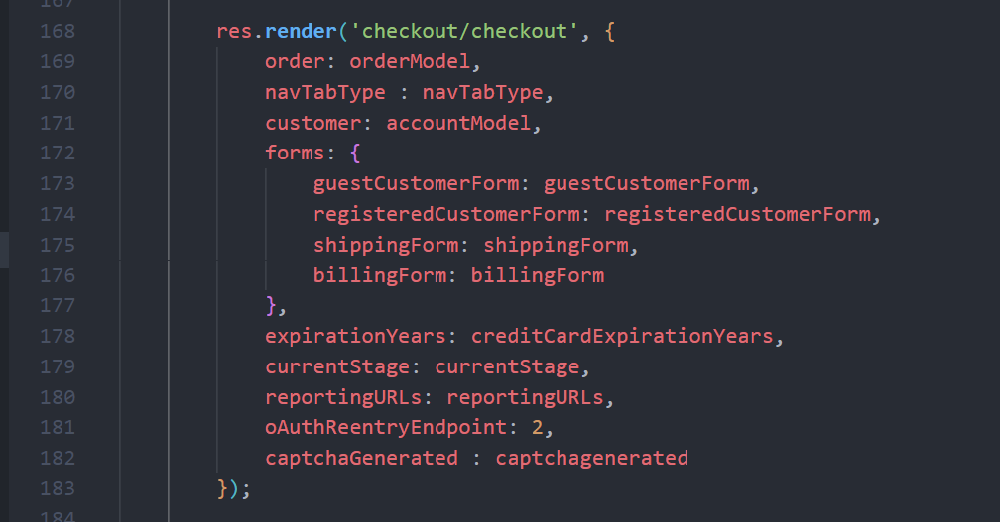 167
168 res.render('checkout/checkout', {
169 order: orderModel,
170 navTabType : navTabType,
171 customer: accountModel,
172 forms: {
173 guestCustomerForm: guestCustomerForm,
174 registeredCustomerForm: registeredCustomerForm,
175 shippingForm: shippingForm,
176 billingForm: billingForm
177 },
178 expirationYears: creditCardExpirationYears,
179 currentStage: currentStage,
180 reportingURLs: reportingURLs,
181 oAuthReentryEndpoint: 2,
182 captchaGenerated : captchagenerated
183 });
184